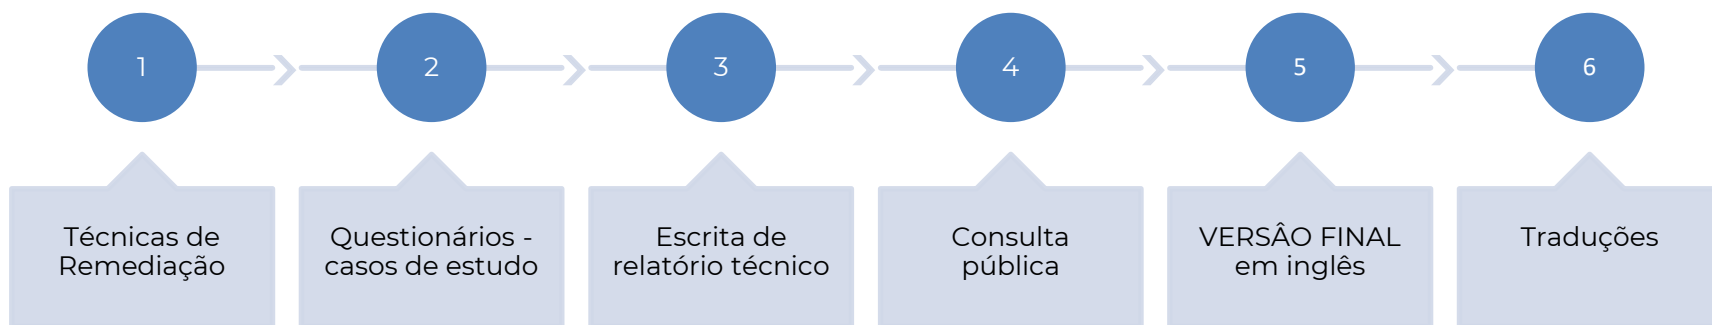 1
2
3
4
5
6
Técnicas de
Remediação
Questionários -
casos de estudo
Escrita de
relatório técnico
Consulta
pública
VERSÂO FINAL
em inglês
Traduções